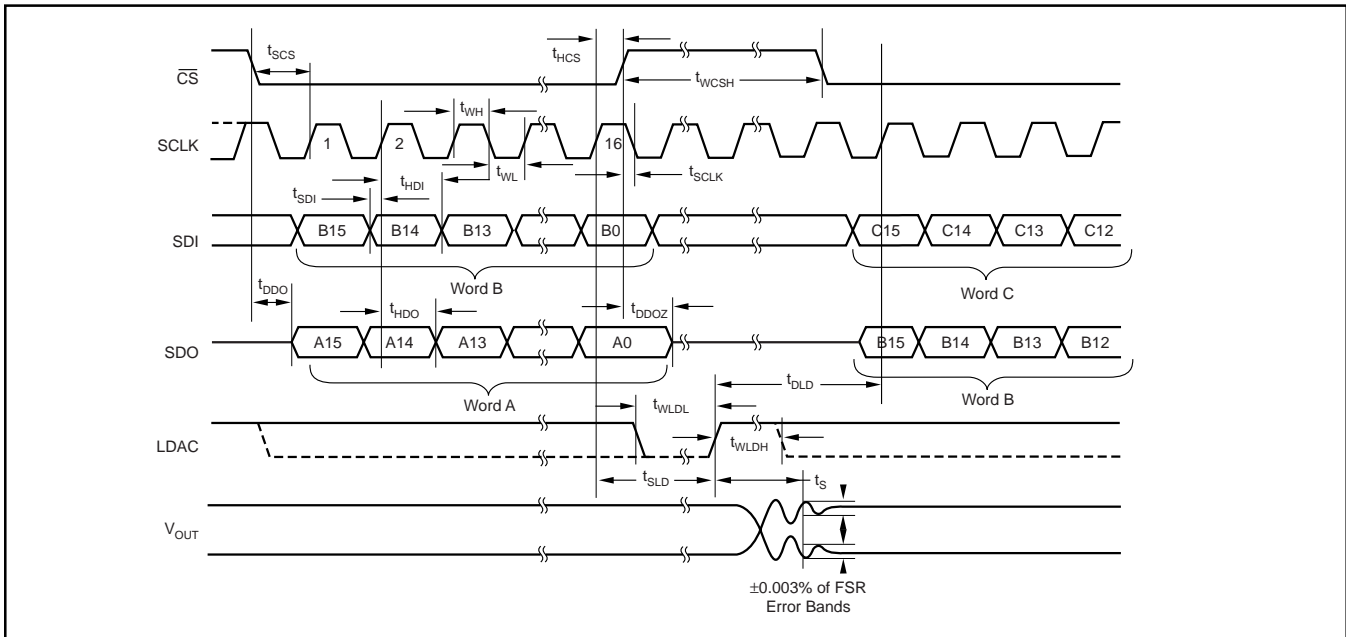 tSCS
tHCS
tWCSH
CS
tWH
SCLK
1
2
16
tWL
tSCLK
tHDI
tSDI
SDI
B15
B14
B13
B0
C15
C14
C13
C12
Word B
Word C
tDDO
tHDO
tDDOZ
SDO
A15
A14
A13
A0
B15
B14
B13
B12
Word A
tDLD
Word B
tWLDL
LDAC
tWLDH
tSLD
tS
VOUT
±0.003% of FSR
Error Bands